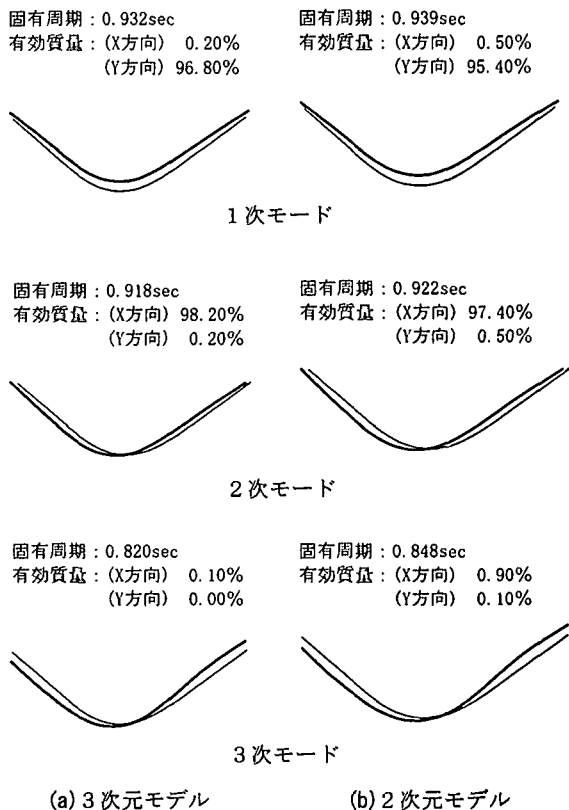 固有周期：0.932sec
有効質量：(X方向) 0.20%
(Y方向) 96.80%
固有周期：0.939sec
有効質量：(X方向) 0.50%
(Y方向) 95.40%
1次モード
固有周期：0.918sec
有効質量：(X方向) 98.20%
(Y方向) 0.20%
固有周期：0.922sec
有効質量：(X方向) 97.40%
(Y方向) 0.50%
2次モード
固有周期：0.820sec
有効質量：(X方向) 0.10%
(Y方向) 0.00%
固有周期：0.848sec
有効質量：(X方向) 0.90%
(Y方向) 0.10%
3次モード
(a)3次元モデル
(b)2次元モデル